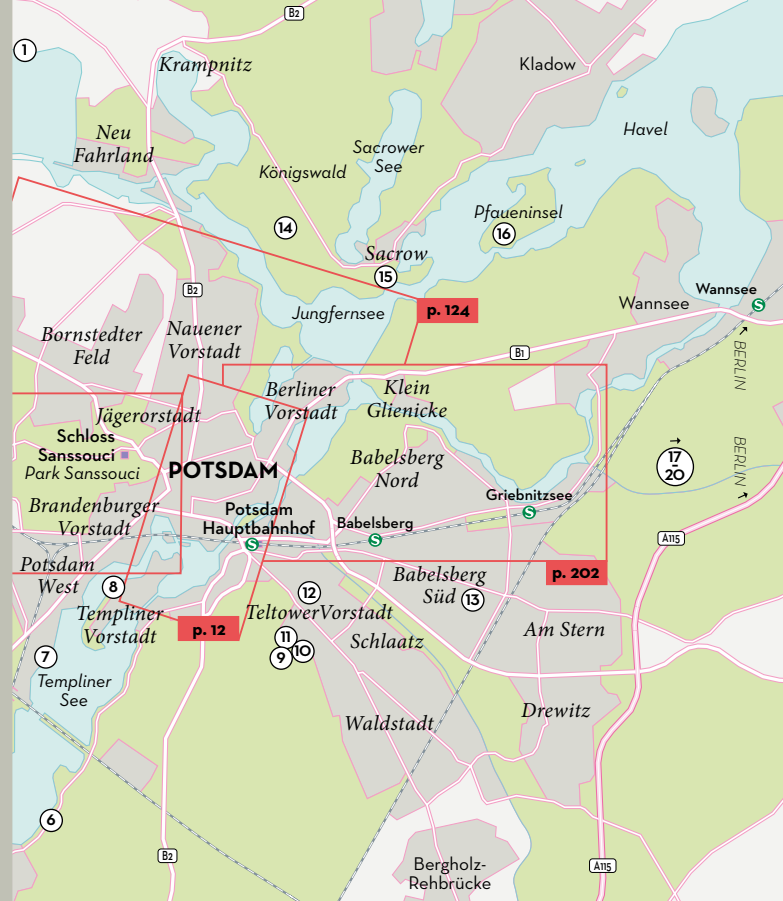 B2
1
Krampnitz
Kladow
Neu
Fahrland
Havel
Sacrower
See
Königswald
Pfaueninsel
14
16
Sacrow
15
Wannsee
B2
Wannsee
S
p. 124
Jungfernsee
Bornstedter
Feld
Nauener
Vorstadt
B1
BERLIN
Berliner
Vorstadt
Klein
Glienicke
Jägerorstadt
Schloss
Sanssouci
Park Sanssouci
POTSDAM
Babelsberg
Nord
17
-
20
BERLIN
Griebnitzsee
S
Brandenburger
Vorstadt
Potsdam
Hauptbahnhof
S
Babelsberg
S
A115
Potsdam
West
8
Babelsberg
Süd
13
p. 202
12
Templiner
Vorstadt
TeltowerVorstadt
p. 12
11
9
10
Schlaatz
Am Stern
7
Templiner
See
Waldstadt
Drewitz
6
B2
Bergholz-
Rehbrücke
A115